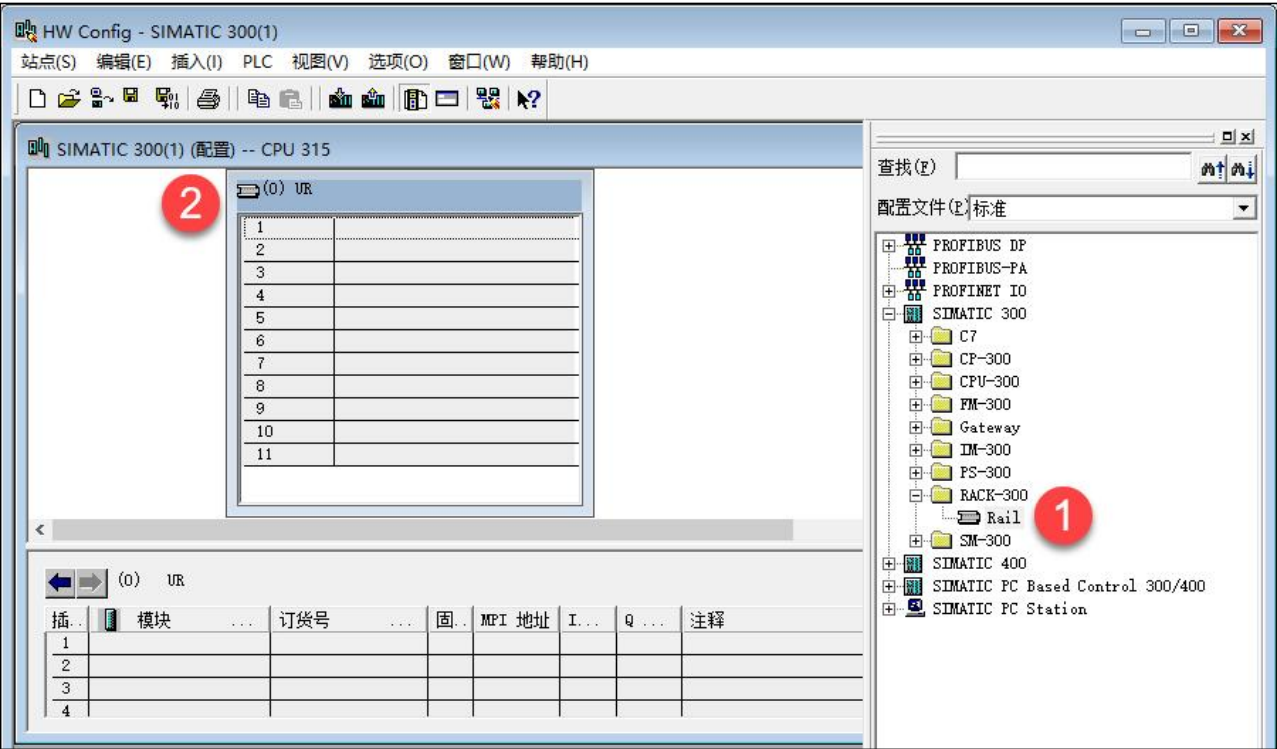 HW Config - SIMATIC 300(1)
站点(S) 编辑(E) 插入(I) PLC 视图(V) 选项(O) 窗口(W) 帮助(H)
SIMATIC 300(1) (配置) -- CPU 315
2
(0) UR
1
2
3
4
5
6
7
8
9
10
11
(0) UR
插.. 模块 ... 订货号 ... 固.. MPI 地址 I... Q ... 注释
1
2
3
4
查找(F)
配置文件(P) 标准
PROFIBUS DP
PROFIBUS-PA
PROFINET IO
SIMATIC 300
C7
CP-300
CPU-300
FM-300
Gateway
IM-300
PS-300
RACK-300
Rail
1
SM-300
SIMATIC 400
SIMATIC PC Based Control 300/400
SIMATIC PC Station